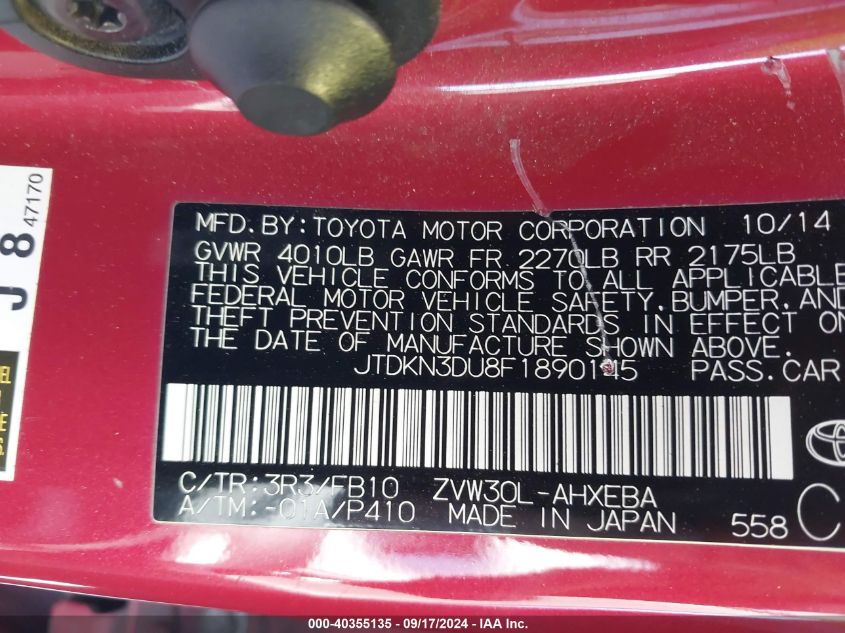 J 8
47170
MFD.BY:TOYOTA MOTOR CORPORATION 10/14
GVWR 4010LB GAWR FR 2270LB RR 2175LB
THIS VEHICLE CONFORMS TO ALL APPLICABLE
FEDERAL MOTOR VEHICLE SAFETY,BUMPER,AND
THEFT PREVENTION STANDARDS IN EFFECT ON
THE DATE OF MANUFACTURE SHOWN ABOVE.
JTDKN3DU8F1890145 PASS.CAR
C/TR:3R3/FB10 ZVW30L-AHXEBA
A/TM:-01A/P410 MADE IN JAPAN 558 C
000-40355135 - 09/17/2024 - IAA Inc.